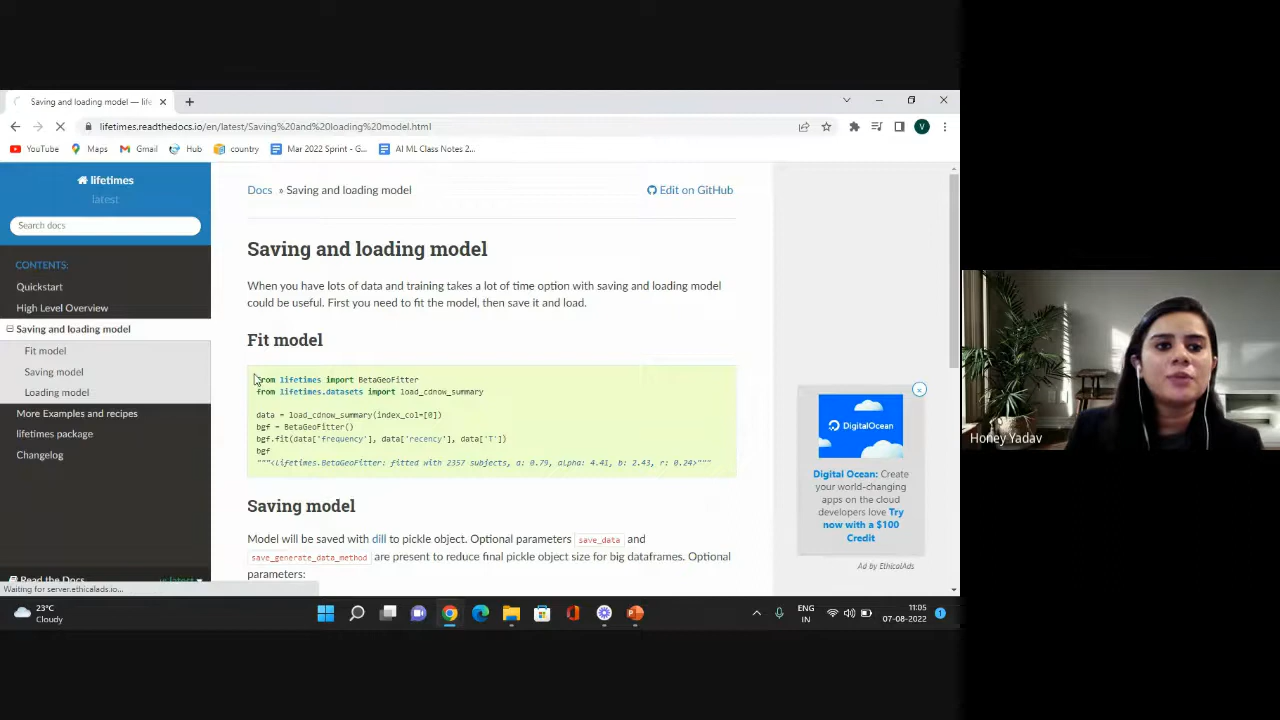 Saving and loading model — life
lifetimes.readthedocs.io/en/latest/Saving%20and%20loading%20model.html
V
YouTube Maps Gmail Hub country Mar 2022 Sprint - G... AI ML Class Notes 2...
lifetimes
latest
Search docs
CONTENTS:
Quickstart
High Level Overview
Saving and loading model
Fit model
Saving model
Loading model
More Examples and recipes
lifetimes package
Changelog
Read the Docs v: latest
Waiting for server.ethicalads.io...
Docs » Saving and loading model Edit on GitHub
Saving and loading model
When you have lots of data and training takes a lot of time option with saving and loading model
could be useful. First you need to fit the model, then save it and load.
Fit model
from lifetimes import BetaGeoFitter
from lifetimes.datasets import load_cdnow_summary
data = load_cdnow_summary(index_col=[0])
bgf = BetaGeoFitter()
bgf.fit(data['frequency'], data['recency'], data['T'])
bgf
"""<lifetimes.BetaGeoFitter: fitted with 2357 subjects, a: 0.79, alpha: 4.41, b: 2.43, r: 0.24>"""
Saving model
Model will be saved with dill to pickle object. Optional parameters save_data and
save_generate_data_method are present to reduce final pickle object size for big dataframes. Optional
parameters:
DigitalOcean
Digital Ocean: Create
your world-changing
apps on the cloud
developers love Try
now with a $100
Credit
Ad by EthicalAds
Honey Yadav
23°C
Cloudy
ENG
IN
11:05
07-08-2022
1